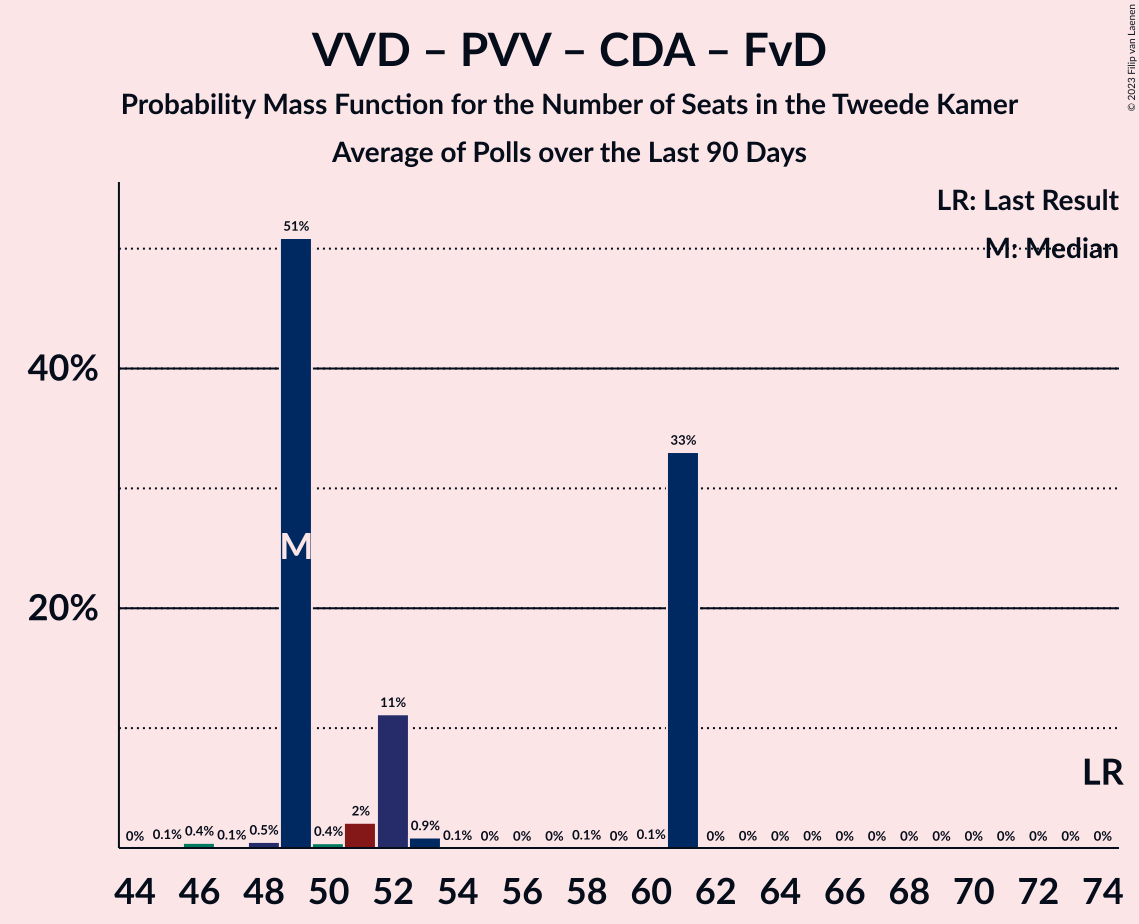 VVD – PVV – CDA – FvD
Probability Mass Function for the Number of Seats in the Tweede Kamer
Average of Polls over the Last 90 Days
© 2023 Filip van Laenen
LR: Last Result
M: Median
51%
40%
33%
M
20%
11%
LR
0% 0.1% 0.4% 0.1% 0.5% 0.4% 2% 0.9% 0.1% 0% 0% 0% 0.1% 0% 0.1% 0% 0% 0% 0% 0% 0% 0% 0% 0% 0% 0% 0% 0%
44 46 48 50 52 54 56 58 60 62 64 66 68 70 72 74